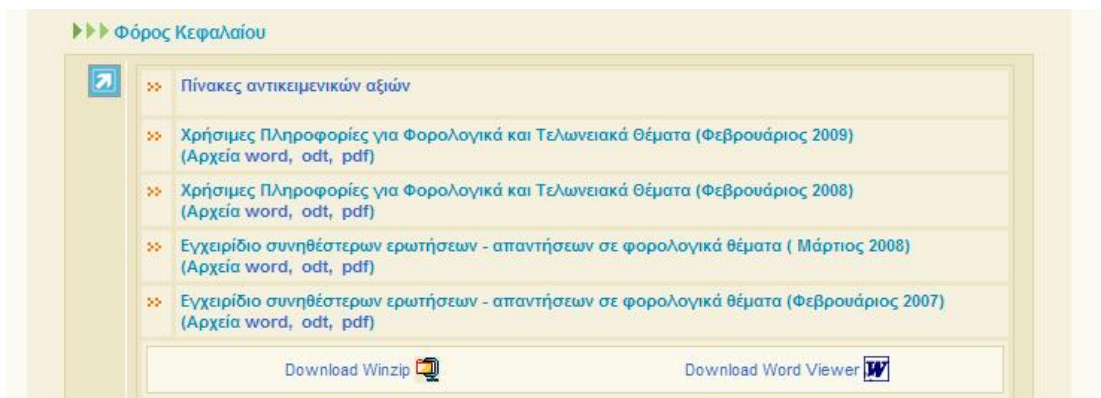 Φόρος Κεφαλαίου
Πίνακες αντικειμενικών αξιών
Χρήσιμες Πληροφορίες για Φορολογικά και Τελωνειακά Θέματα (Φεβρουάριος 2009)
(Αρχεία word, odt, pdf)
Χρήσιμες Πληροφορίες για Φορολογικά και Τελωνειακά Θέματα (Φεβρουάριος 2008)
(Αρχεία word, odt, pdf)
Εγχειρίδιο συνηθέστερων ερωτήσεων - απαντήσεων σε φορολογικά θέματα ( Μάρτιος 2008)
(Αρχεία word, odt, pdf)
Εγχειρίδιο συνηθέστερων ερωτήσεων - απαντήσεων σε φορολογικά θέματα (Φεβρουάριος 2007)
(Αρχεία word, odt, pdf)
Download Winzip Download Word Viewer W